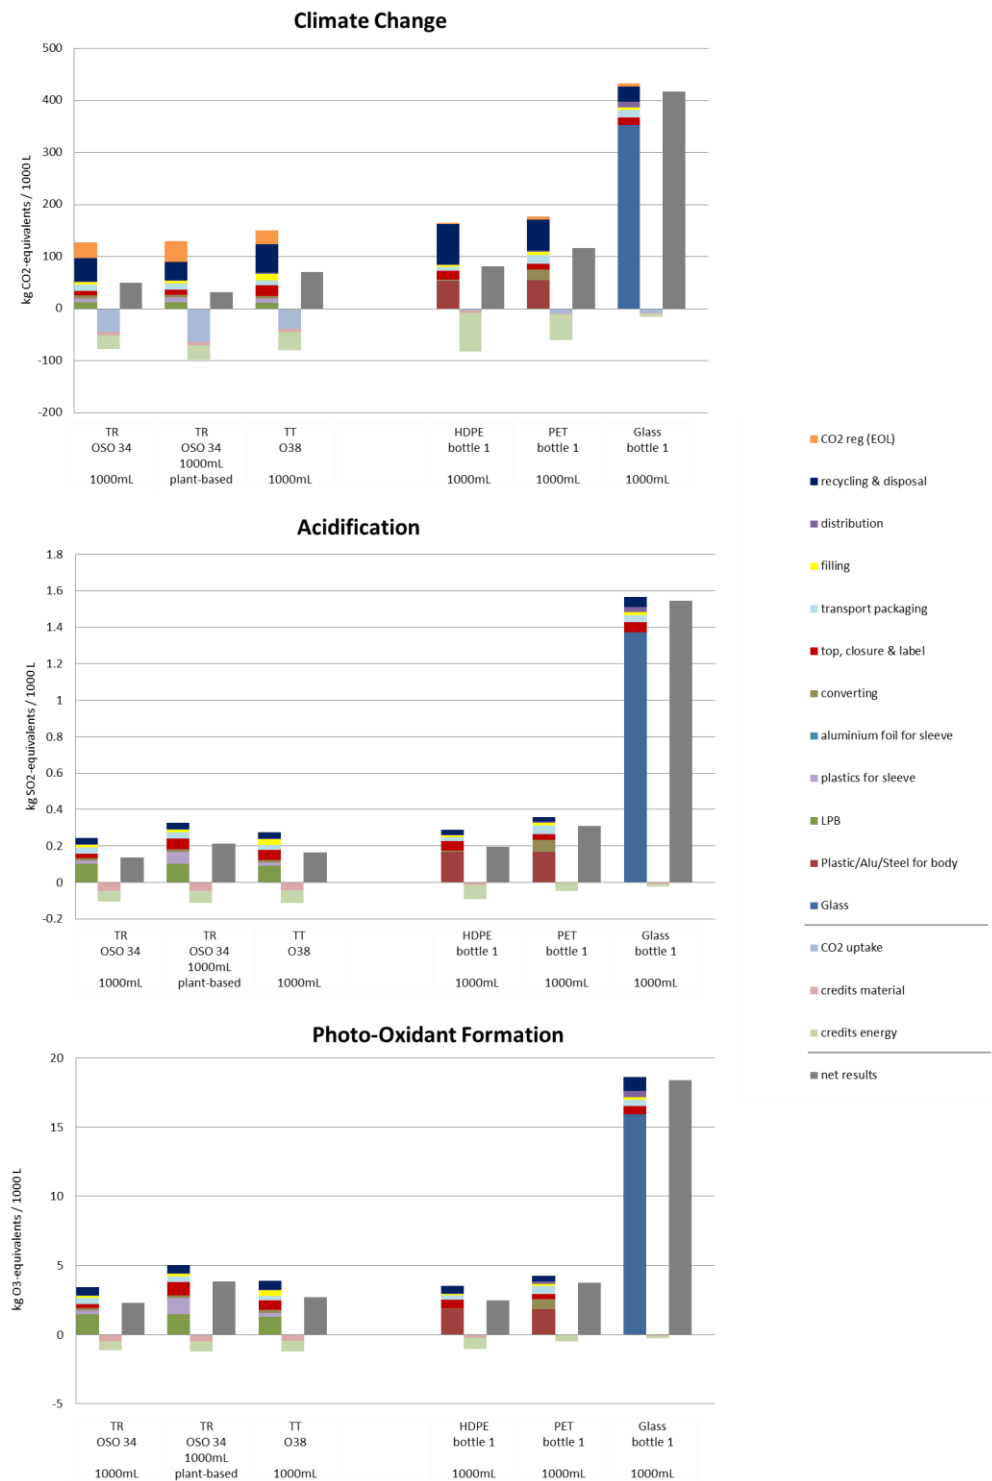 Climate Change
kg CO2-equivalents / 1000 L
500
400
300
200
100
0
-100
-200
TR
OSO 34
1000mL
TR
OSO 34
1000mL
plant-based
TT
O38
1000mL
HDPE
bottle 1
1000mL
PET
bottle 1
1000mL
Glass
bottle 1
1000mL
Acidification
kg SO2-equivalents / 1000 L
1.8
1.6
1.4
1.2
1
0.8
0.6
0.4
0.2
0
-0.2
TR
OSO 34
1000mL
TR
OSO 34
1000mL
plant-based
TT
O38
1000mL
HDPE
bottle 1
1000mL
PET
bottle 1
1000mL
Glass
bottle 1
1000mL
Photo-Oxidant Formation
kg O3-equivalents / 1000 L
20
15
10
5
0
-5
TR
OSO 34
1000mL
TR
OSO 34
1000mL
plant-based
TT
O38
1000mL
HDPE
bottle 1
1000mL
PET
bottle 1
1000mL
Glass
bottle 1
1000mL
CO2 reg (EOL)
recycling & disposal
distribution
filling
transport packaging
top, closure & label
converting
aluminium foil for sleeve
plastics for sleeve
LPB
Plastic/Alu/Steel for body
Glass
CO2 uptake
credits material
credits energy
net results